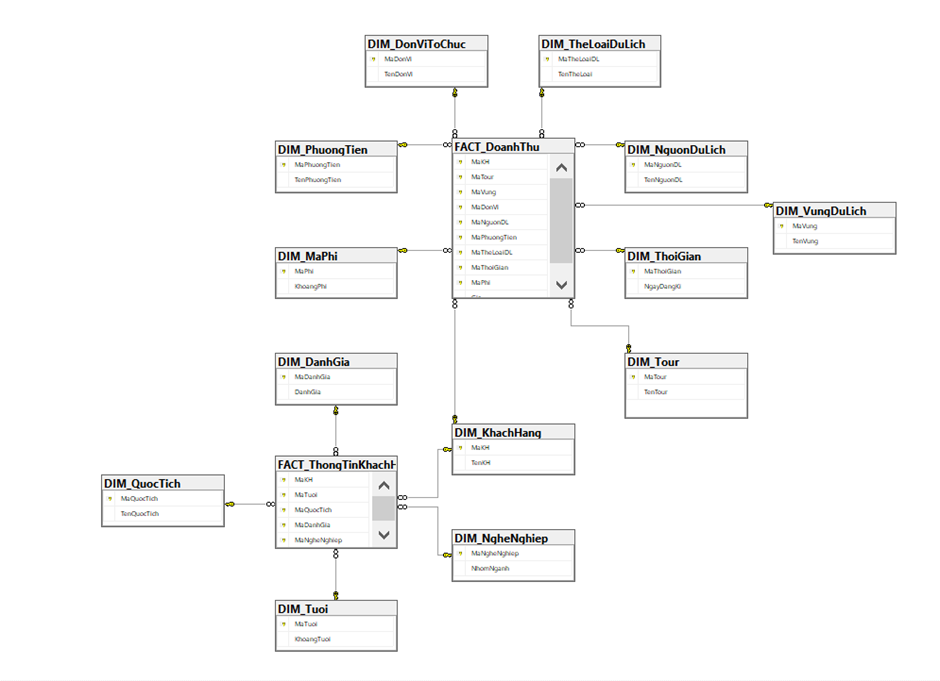 DIM_DonViToChuc
MaDonVi
TenDonVi
DIM_TheLoaiDuLich
MaTheLoaiDL
TenTheLoai
DIM_PhuongTien
MaPhuongTien
TenPhuongTien
FACT_DoanhThu
MaKH
MaTour
MaVung
MaDonVi
MaNguonDL
MaPhuongTien
MaTheLoaiDL
MaThoiGian
MaPhi
DIM_NguonDuLich
MaNguonDL
TenNguonDL
DIM_VungDuLich
MaVung
TenVung
DIM_MaPhi
MaPhi
KhoangPhi
DIM_ThoiGian
MaThoiGian
NgayDangKi
DIM_DanhGia
MaDanhGia
DanhGia
DIM_Tour
MaTour
TenTour
DIM_KhachHang
MaKH
TenKH
FACT_ThongTinKhachH
MaKH
MaTuoi
MaQuocTich
MaDanhGia
MaNgheNghiep
DIM_QuocTich
MaQuocTich
TenQuocTich
DIM_NgheNghiep
MaNgheNghiep
NhomNganh
DIM_Tuoi
MaTuoi
KhoangTuoi